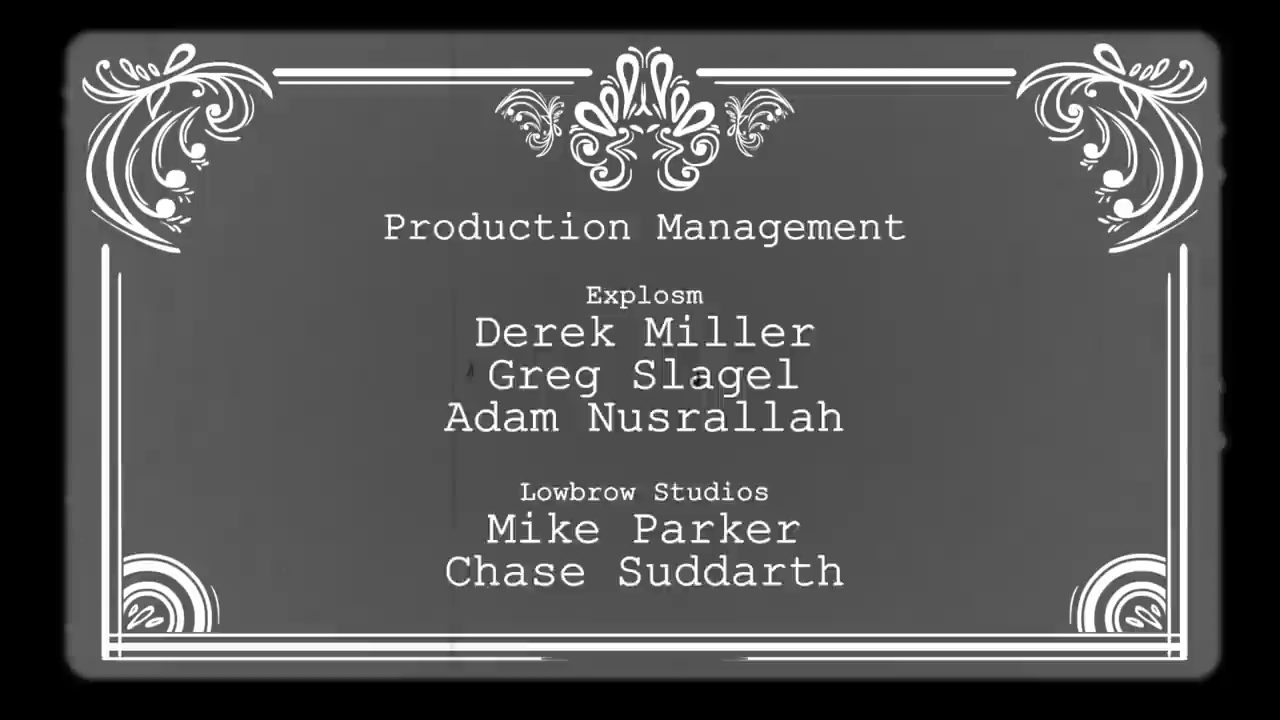 Production Management
Explosm
Derek Miller
Greg Slagel
Adam Nusrallah
Lowbrow Studios
Mike Parker
Chase Suddarth